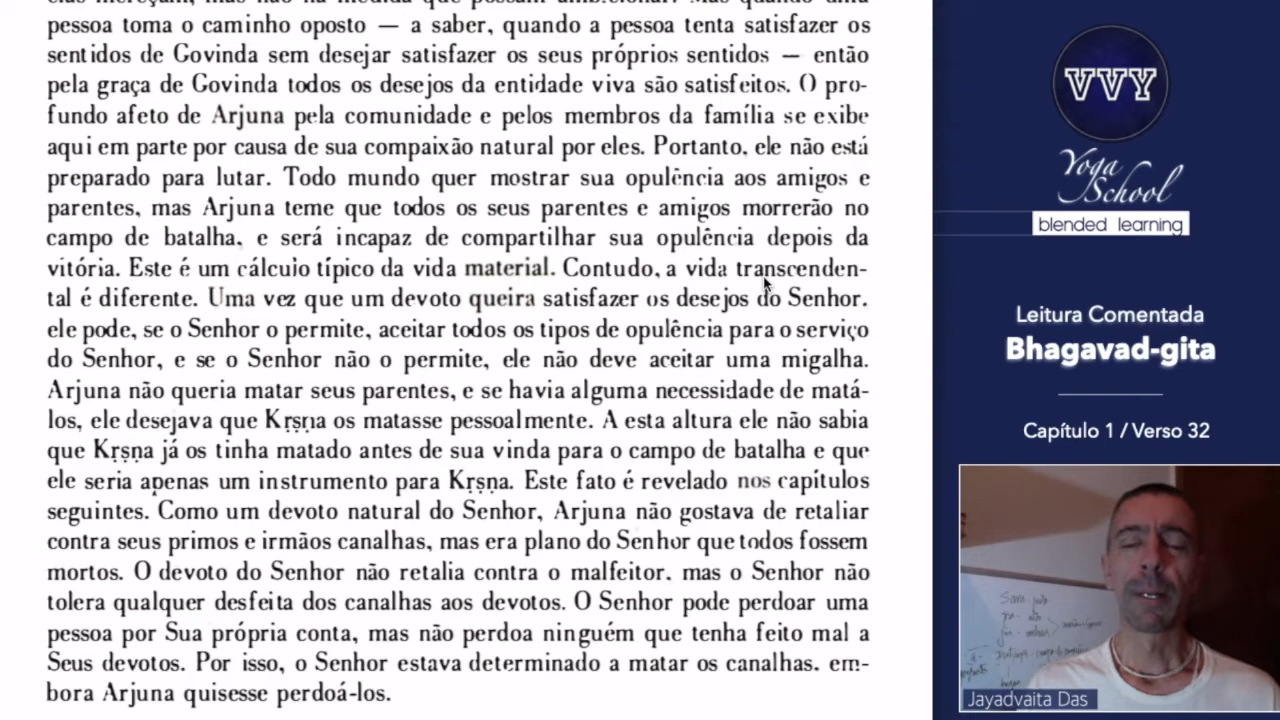 pessoa toma o caminho oposto — a saber, quando a pessoa tenta satisfazer os
sentidos de Govinda sem desejar satisfazer os seus próprios sentidos — então
pela graça de Govinda todos os desejos da entidade viva são satisfeitos. O pro-
fundo afeto de Arjuna pela comunidade e pelos membros da família se exibe
aqui em parte por causa de sua compaixão natural por eles. Portanto, ele não está
preparado para lutar. Todo mundo quer mostrar sua opulência aos amigos e
parentes, mas Arjuna teme que todos os seus parentes e amigos morrerão no
campo de batalha, e será incapaz de compartilhar sua opulência depois da
vitória. Este é um cálculo típico da vida material. Contudo, a vida transcenden-
tal é diferente. Uma vez que um devoto queira satisfazer os desejos do Senhor.
ele pode, se o Senhor o permite, aceitar todos os tipos de opulência para o serviço
do Senhor, e se o Senhor não o permite, ele não deve aceitar uma migalha.
Arjuna não queria matar seus parentes, e se havia alguma necessidade de matá-
los, ele desejava que Kṛṣṇa os matasse pessoalmente. A esta altura ele não sabia
que Kṛṣṇa já os tinha matado antes de sua vinda para o campo de batalha e que
ele seria apenas um instrumento para Kṛṣṇa. Este fato é revelado nos capítulos
seguintes. Como um devoto natural do Senhor, Arjuna não gostava de retaliar
contra seus primos e irmãos canalhas, mas era plano do Senhor que todos fossem
mortos. O devoto do Senhor não retalia contra o malfeitor. mas o Senhor não
tolera qualquer desfeita dos canalhas aos devotos. O Senhor pode perdoar uma
pessoa por Sua própria conta, mas não perdoa ninguém que tenha feito mal a
Seus devotos. Por isso, o Senhor estava determinado a matar os canalhas. em-
bora Arjuna quisesse perdoá-los.
VVY
Yoga
School
blended learning
Leitura Comentada
Bhagavad-gita
Capítulo 1 / Verso 32
Jayadvaita Das